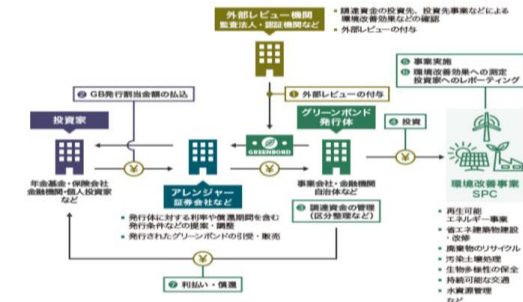 外部レビュー機関
監査法人・認証機関など
• 調達資金の投資先、投資先事業などによる
環境改善効果などの確認
• 外部レビューの付与
⑤ 事業実施
⑥ 環境改善効果への測定
投資家へのレポーティング
② GB発行割当金額の払込
① 外部レビューの付与
グリーンボンド
発行体
④ 投資
投資家
GREENBOND
¥
¥
¥
年金基金・保険会社
金融機関・個人投資家
など
アレンジャー
証券会社など
事業会社・金融機関
自治体など
環境改善事業
SPC
• 発行体に対する利率や償還期間を含む
発行条件などの提案・調整
• 発行されたグリーンボンドの引受・販売
③ 調達資金の管理
(区分整理など)
• 再生可能
エネルギー事業
• 省エネ建築物建設
・改修
• 廃棄物のリサイクル
• 汚染土壌処理
• 生物多様性の保全
• 持続可能な交通
• 水資源管理
など
¥
⑦ 利払い・償還